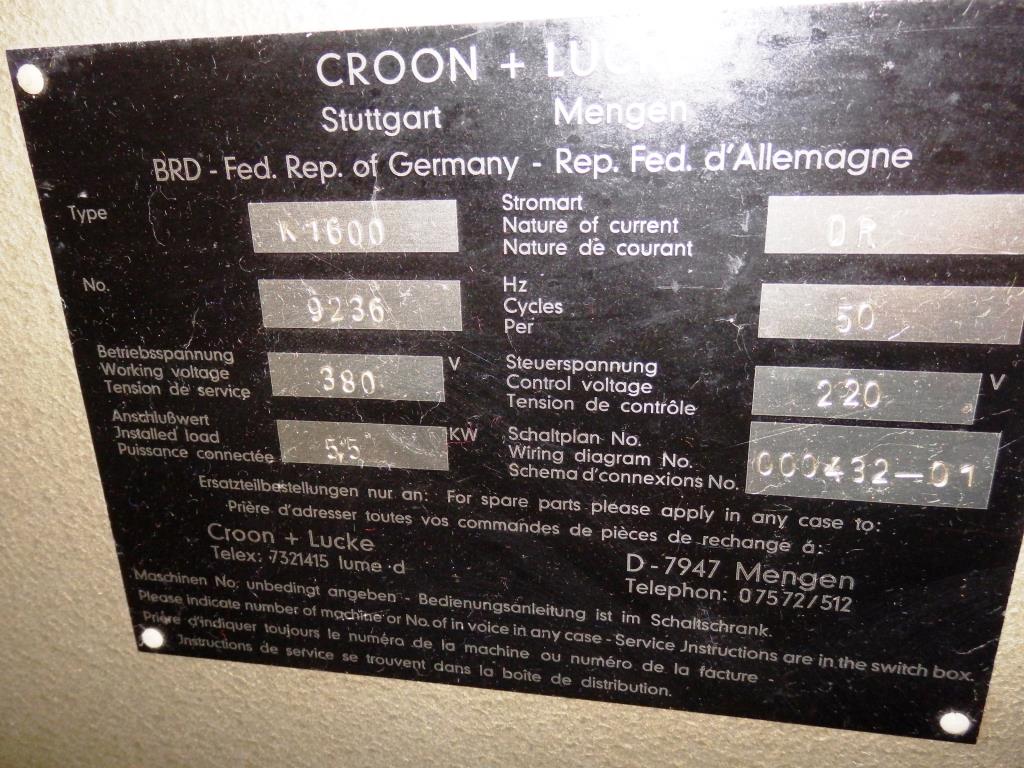 CROON + LUCKE
Stuttgart Mengen
BRD - Fed. Rep. of Germany - Rep. Fed. d'Allemagne
Type K1600
Stromart
Nature of current
Nature de courant
DR
No. 9236
Hz
Cycles
Per
50
Betriebsspannung
Working voltage
Tension de service
380 V
Steuerspannung
Control voltage
Tension de contrôle
220 V
Anschlußwert
Jnstalled load
Puissance connectée
5,5 KW
Schaltplan No.
Wiring diagram No.
Schema d'connexions No.
000432-01
Ersatzteilbestellungen nur an: For spare parts please apply in any case to:
Prière d'adresser toutes vos commandes de pièces de rechange á:
Croon + Lucke
Telex: 7321415 lume d
D-7947 Mengen
Telephon: 07572/512
Maschinen No. unbedingt angeben - Bedienungsanleitung ist im Schaltschrank.
Please indicate number of machine or No. of in voice in any case - Service Jnstructions are in the switch box.
Prière d'indiquer toujours le numéro de la machine ou numéro de la facture -
Jnstructions de service se trouvent dans la boite de distribution.